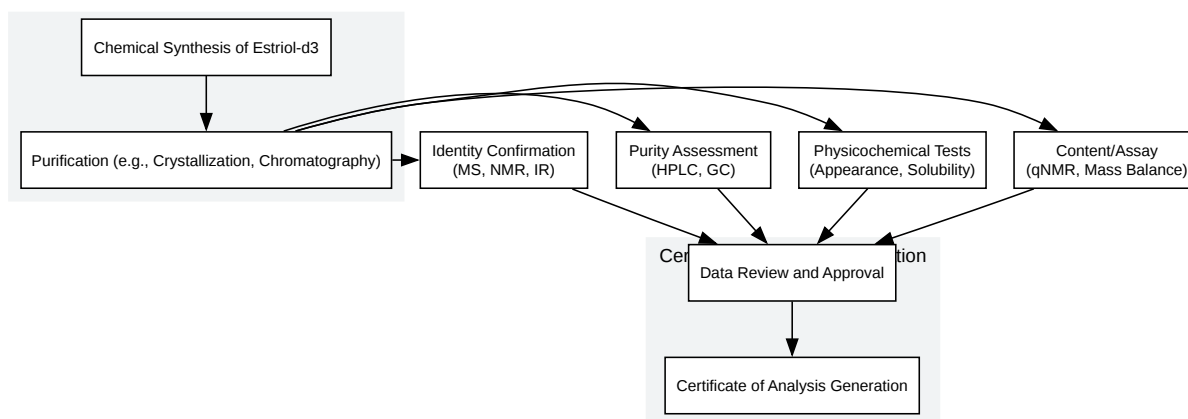 Chemical Synthesis of Estriol-d3
Purification (e.g., Crystallization, Chromatography)
Identity Confirmation
(MS, NMR, IR)
Purity Assessment
(HPLC, GC)
Physicochemical Tests
(Appearance, Solubility)
Content/Assay
(qNMR, Mass Balance)
Data Review and Approval
Certificate of Analysis Generation